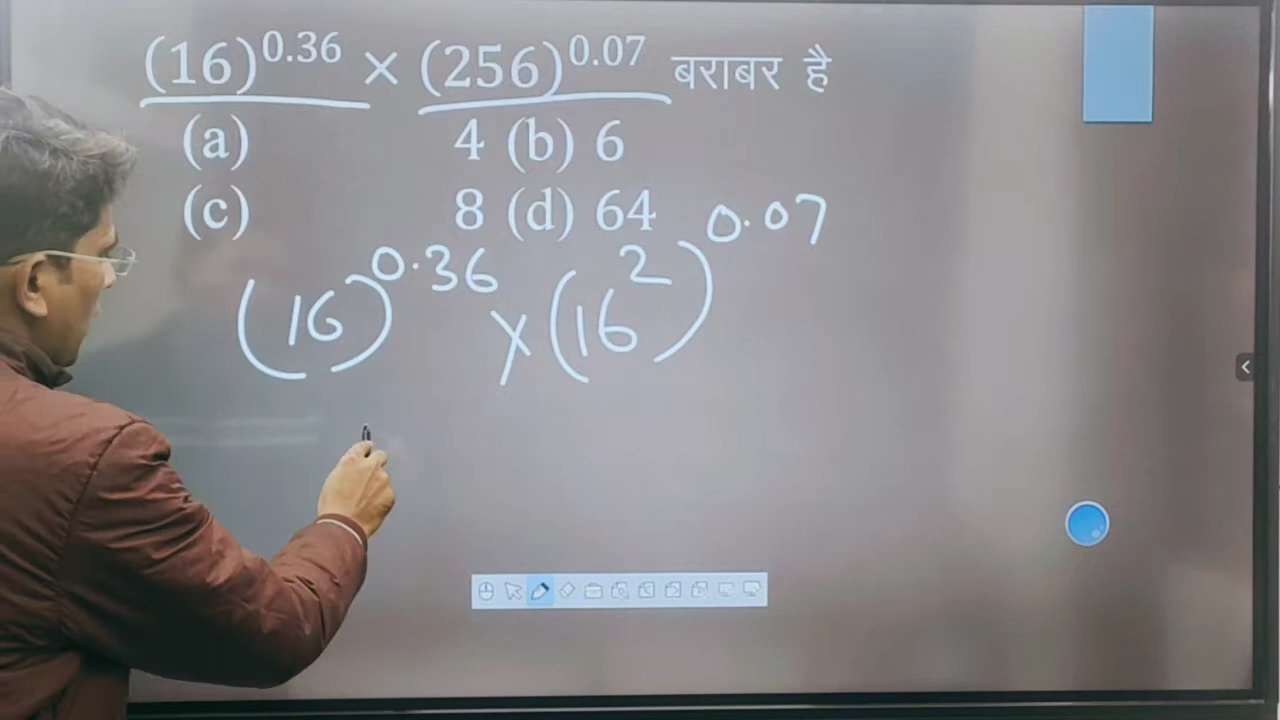 (16)^0.36 × (256)^0.07 बराबर है
(a) 4 (b) 6
(c) 8 (d) 64
(16)^0.36 × (16^2)^0.07